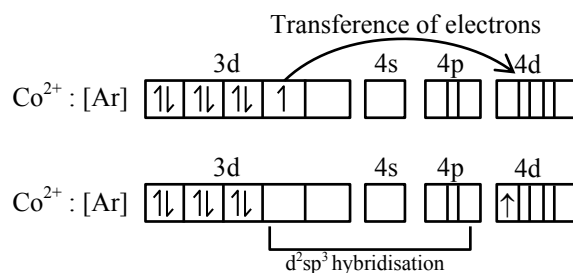 Transference of electrons
3d 4s 4p 4d
Co²⁺ : [Ar] ⥮ ⥮ ⥮ ↿
3d 4s 4p 4d
Co²⁺ : [Ar] ⥮ ⥮ ⥮ ↑
d²sp³ hybridisation